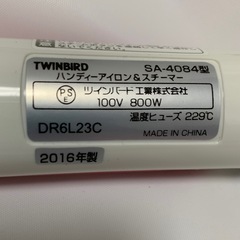 TWINBIRD SA-4084型
ハンディーアイロン&スチーマー
PS E ツインバード工業株式会社
100V 800W
温度ヒューズ 229℃
DR6L23C MADE IN CHINA
2016年製